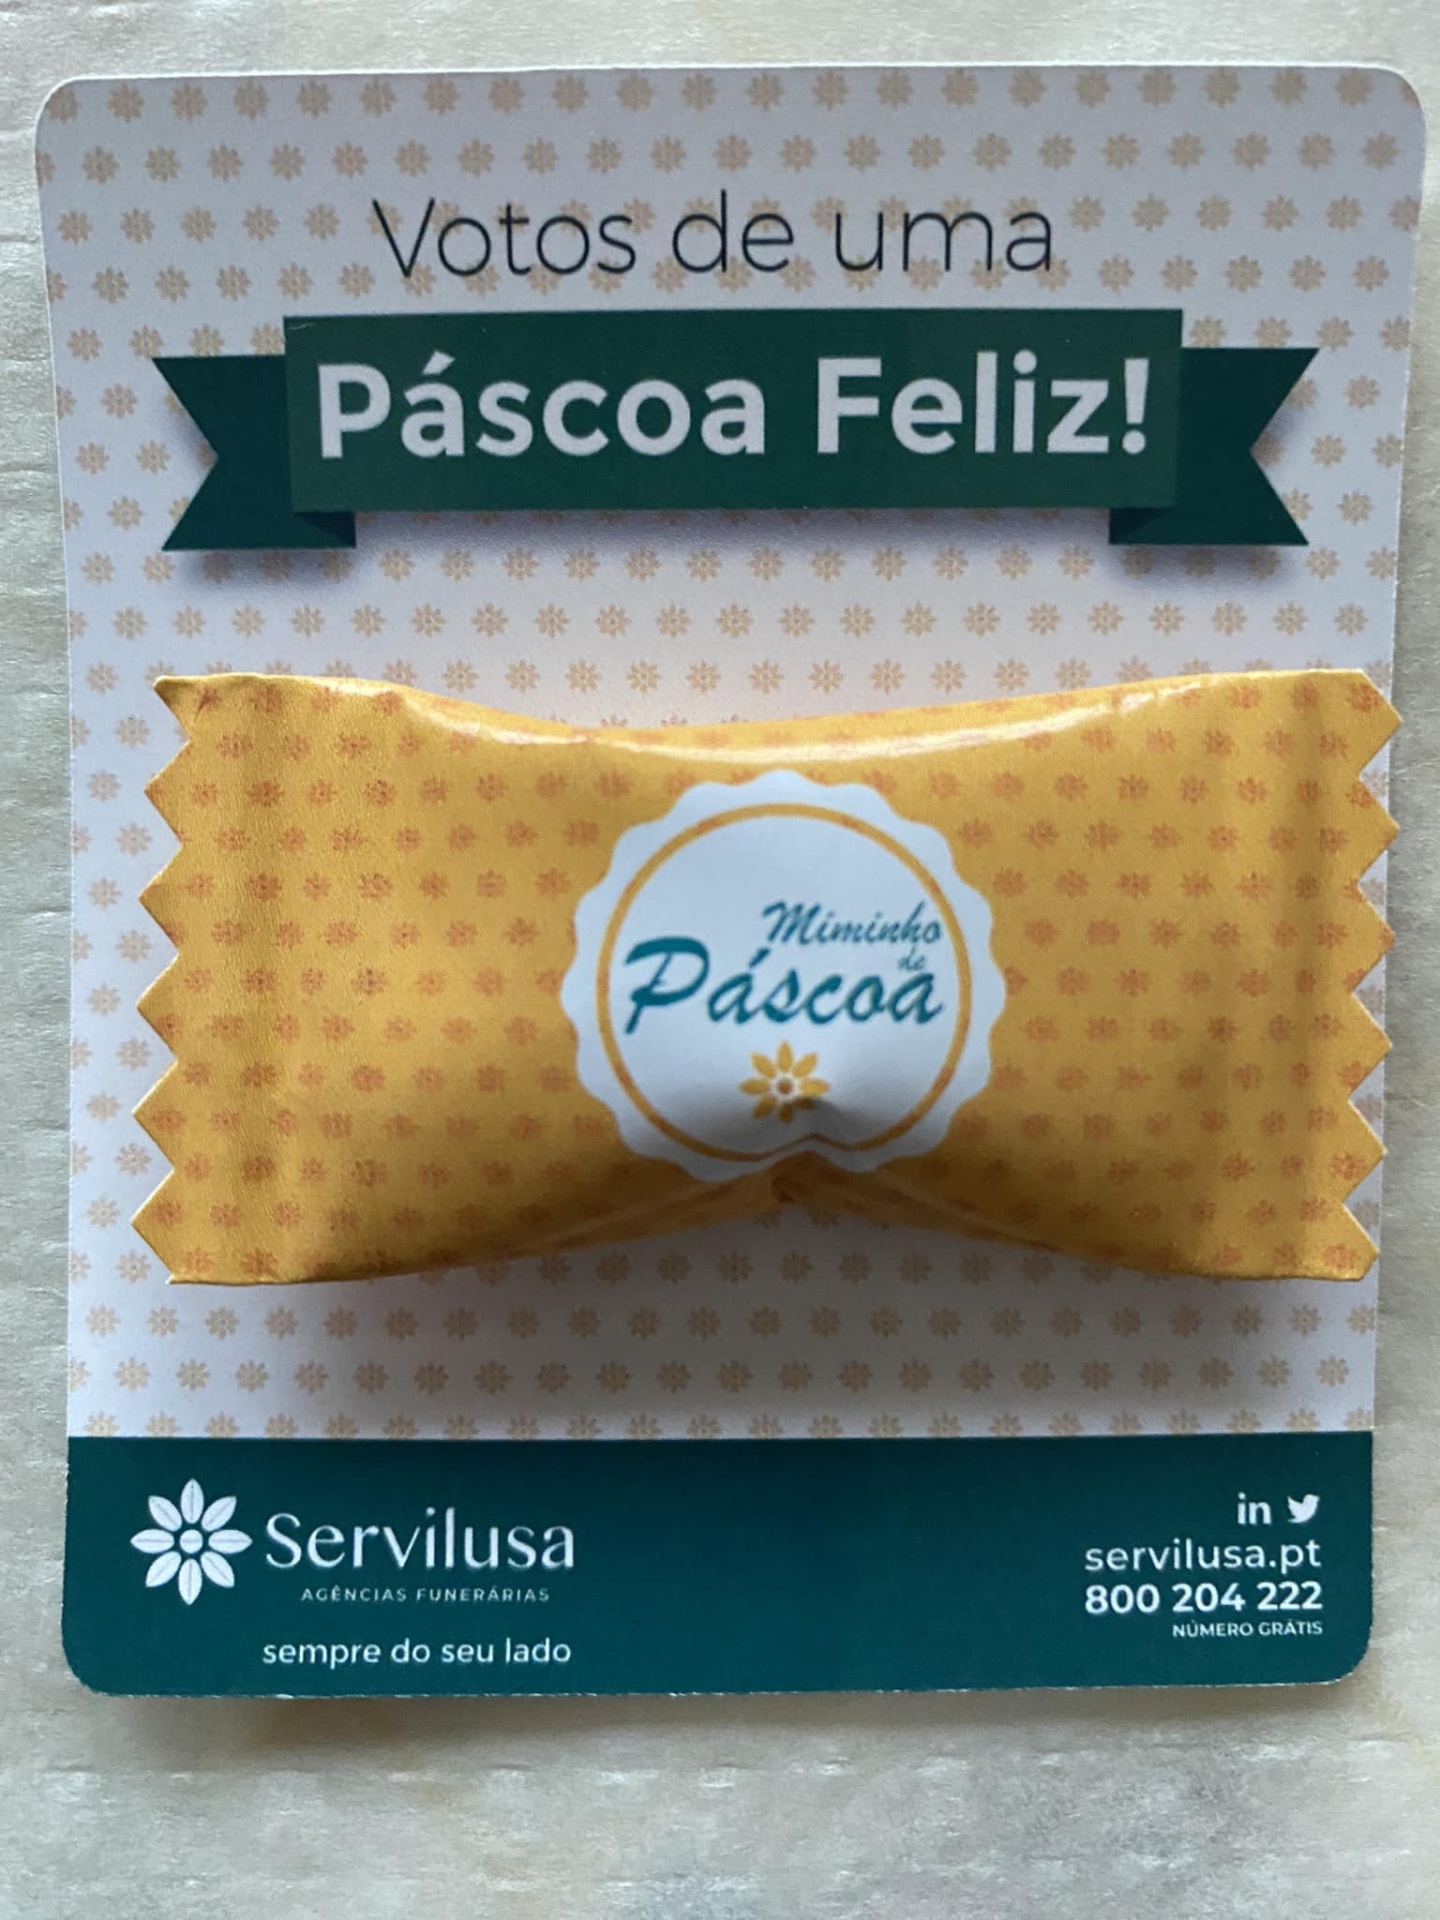 Votos de uma
Páscoa Feliz!
Miminho
de
Páscoa
Servilusa
AGÊNCIAS FUNERÁRIAS
sempre do seu lado
in
servilusa.pt
800 204 222
NÚMERO GRÁTIS